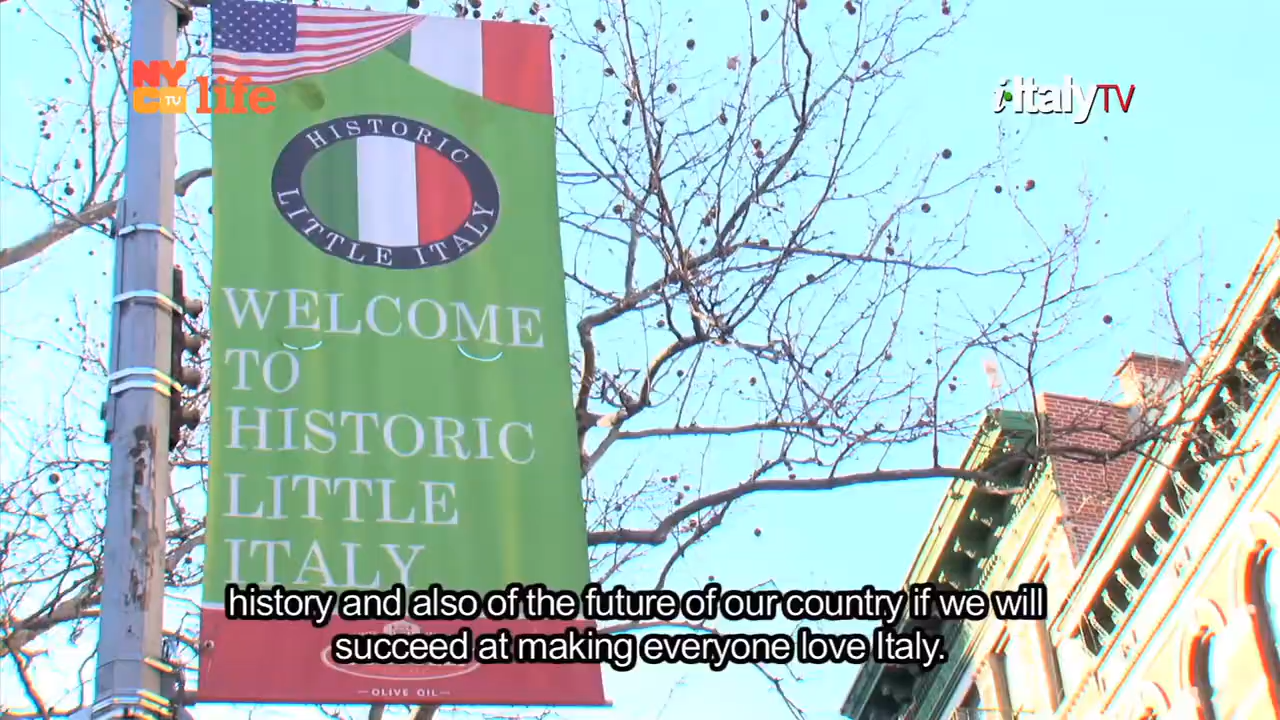 NYC TV life
i-ItalyTV
HISTORIC
LITTLE ITALY
WELCOME
TO
HISTORIC
LITTLE
ITALY
history and also of the future of our country if we will
succeed at making everyone love Italy.
—OLIVE OIL—